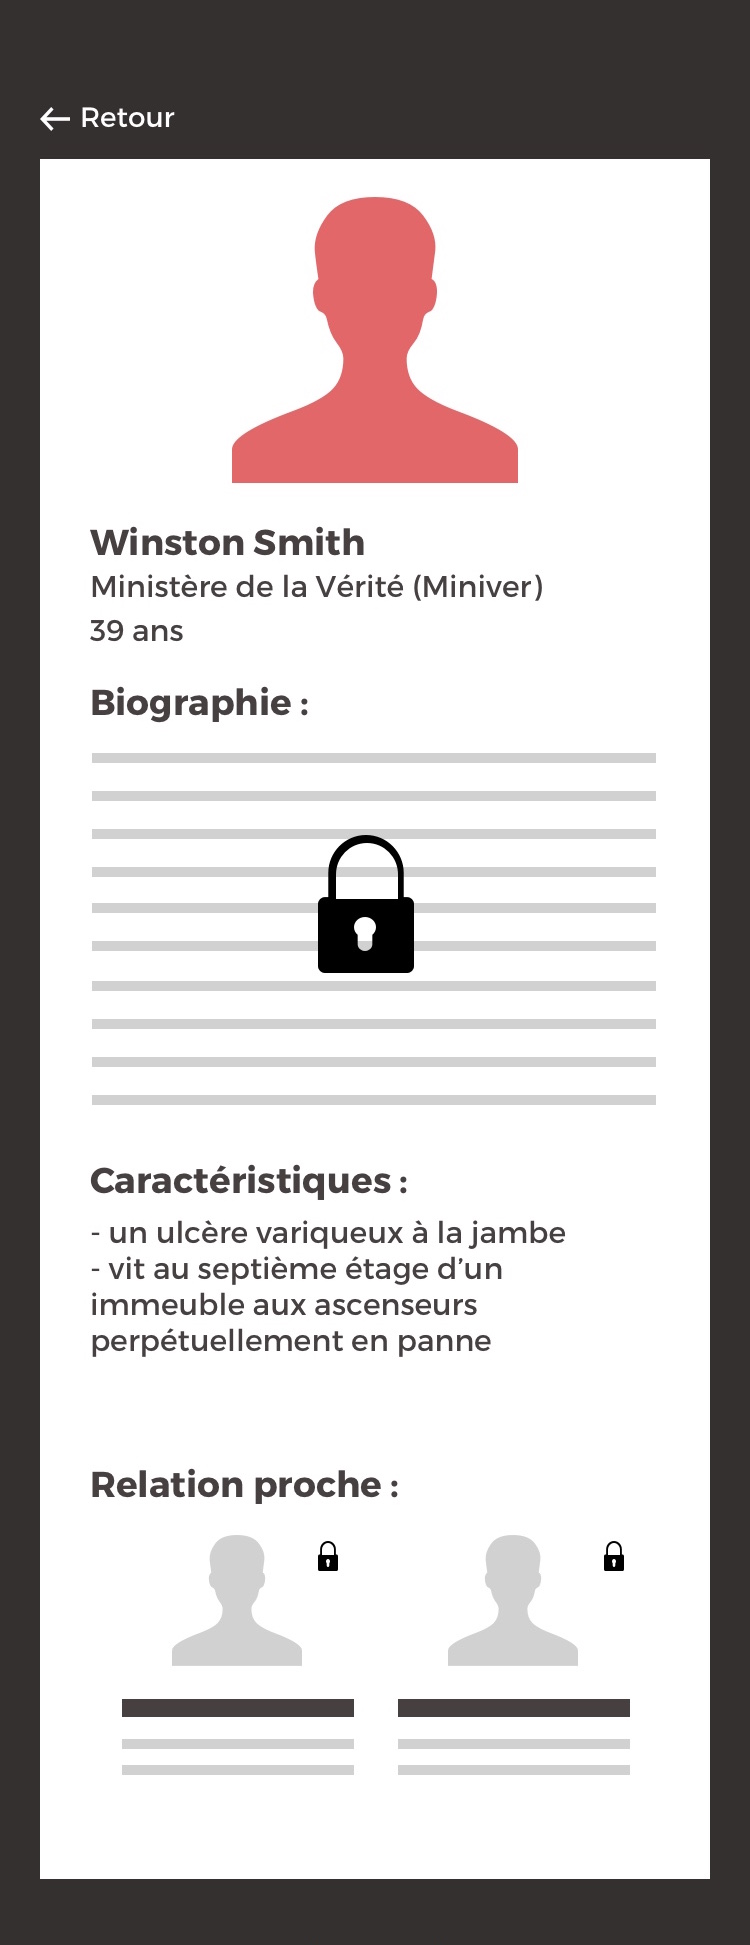 ← Retour
Winston Smith
Ministère de la Vérité (Miniver)
39 ans
Biographie :
Caractéristiques :
- un ulcère variqueux à la jambe
- vit au septième étage d’un
immeuble aux ascenseurs
perpétuellement en panne
Relation proche :